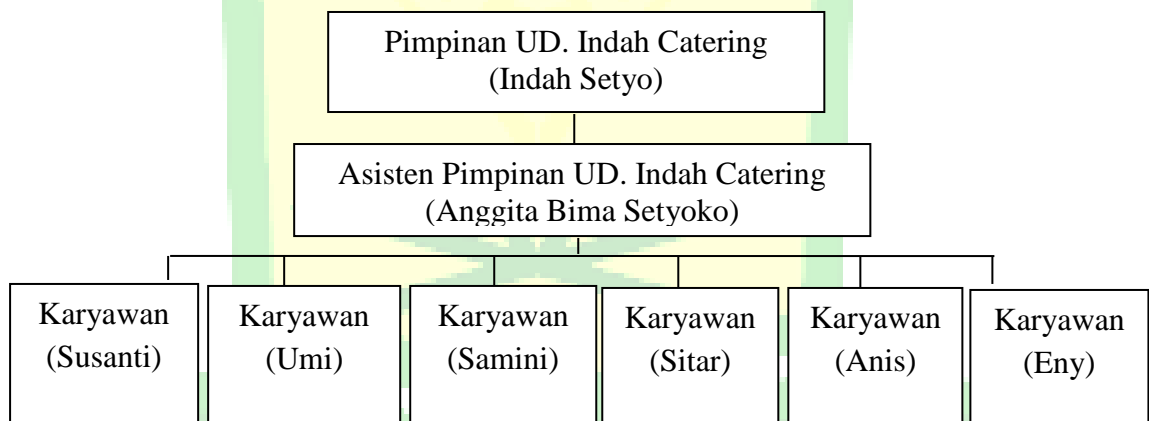 Pimpinan UD. Indah Catering
(Indah Setyo)
Asisten Pimpinan UD. Indah Catering
(Anggita Bima Setyoko)
Karyawan
(Susanti)
Karyawan
(Umi)
Karyawan
(Samini)
Karyawan
(Sitar)
Karyawan
(Anis)
Karyawan
(Eny)